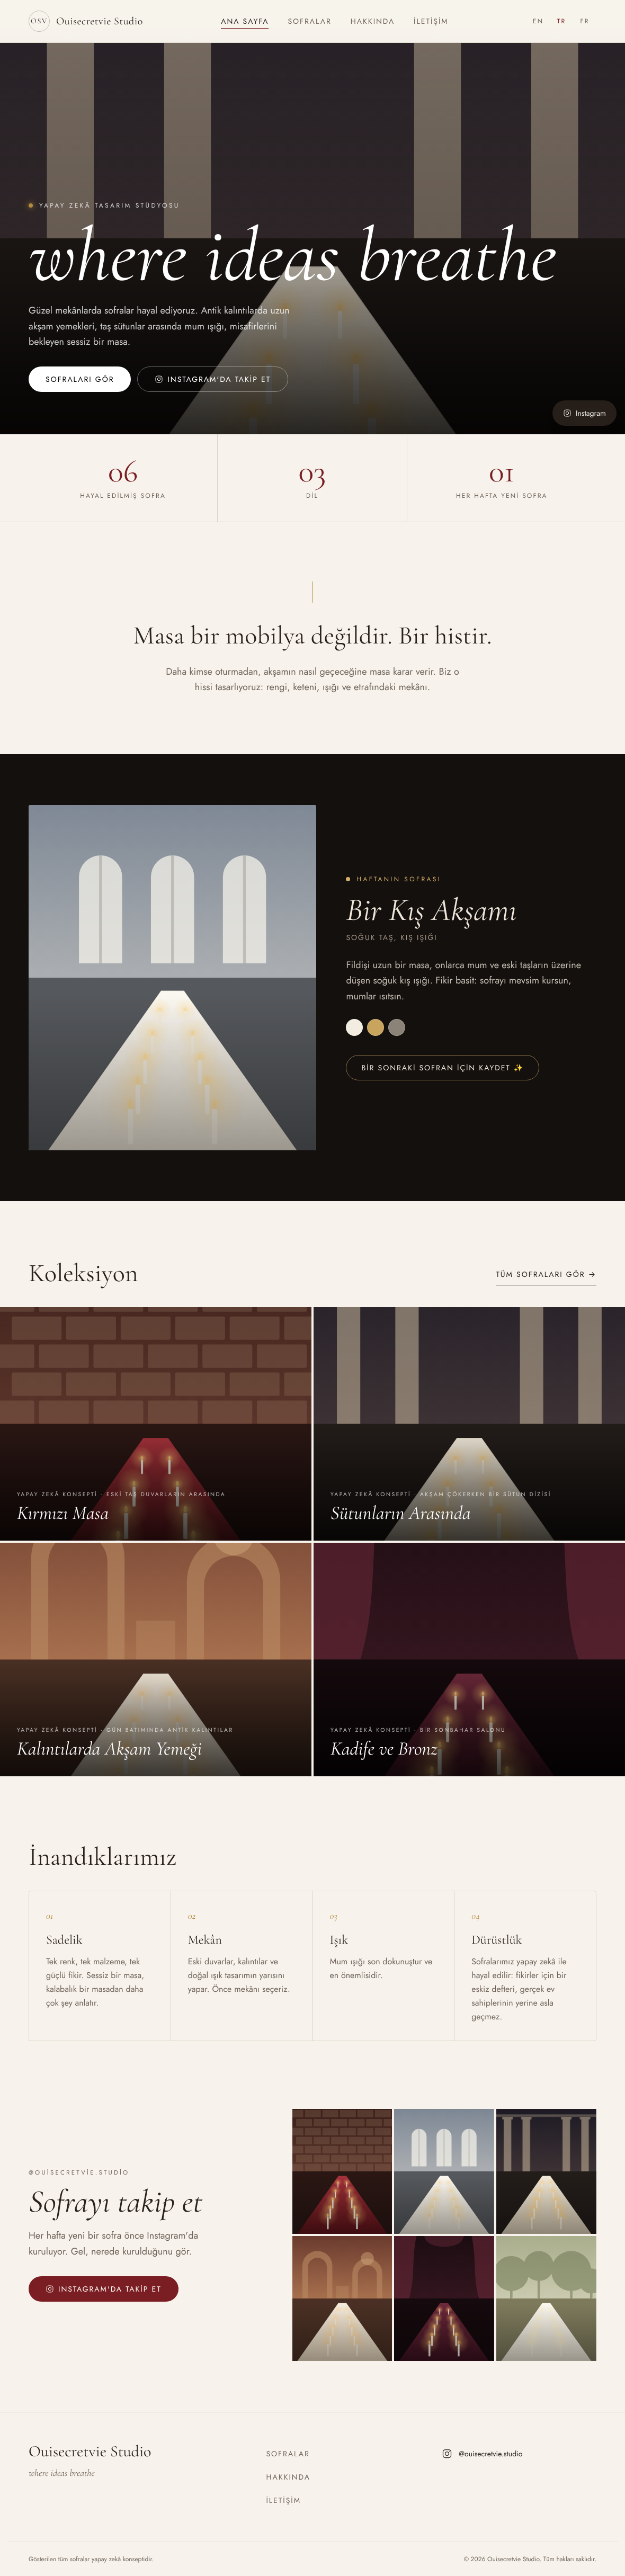 OSV Ouisecretvie Studio ANA SAYFA SOFRALAR HAKKINDA İLETİŞİM EN TR FR
YAPAY ZEKÂ TASARIM STÜDYOSU
where ideas breathe
Güzel mekânlarda sofralar hayal ediyoruz. Antik kalıntılarda uzun
akşam yemekleri, taş sütunlar arasında mum ışığı, misafirlerini
bekleyen sessiz bir masa.
SOFRALARI GÖR INSTAGRAM'DA TAKİP ET
Instagram
06 03 01
HAYAL EDİLMİŞ SOFRA DİL HER HAFTA YENİ SOFRA
Masa bir mobilya değildir. Bir histir.
Daha kimse oturmadan, akşamın nasıl geçeceğine masa karar verir. Biz o
hissi tasarlıyoruz: rengi, keteni, ışığı ve etrafındaki mekânı.
HAFTANIN SOFRASI
Bir Kış Akşamı
SOĞUK TAŞ, KIŞ IŞIĞI
Fildişi uzun bir masa, onlarca mum ve eski taşların üzerine
düşen soğuk kış ışığı. Fikir basit: sofrayı mevsim kursun,
mumlar ısıtsın.
BİR SONRAKİ SOFRAN İÇİN KAYDET ✨
Koleksiyon
TÜM SOFRALARI GÖR →
YAPAY ZEKÂ KONSEPTİ · ESKİ TAŞ DUVARLARIN ARASINDA
Kırmızı Masa
YAPAY ZEKÂ KONSEPTİ · AKŞAM ÇÖKERKEN BİR SÜTUN DİZİSİ
Sütunların Arasında
YAPAY ZEKÂ KONSEPTİ · GÜN BATIMINDA ANTİK KALINTILAR
Kalıntılarda Akşam Yemeği
YAPAY ZEKÂ KONSEPTİ · BİR SONBAHAR SALONU
Kadife ve Bronz
İnandıklarımız
01
Sadelik
Tek renk, tek malzeme, tek
güçlü fikir. Sessiz bir masa,
kalabalık bir masadan daha
çok şey anlatır.
02
Mekân
Eski duvarlar, kalıntılar ve
doğal ışık tasarımın yarısını
yapar. Önce mekânı seçeriz.
03
Işık
Mum ışığı son dokunuştur ve
en önemlisidir.
04
Dürüstlük
Sofralarımız yapay zekâ ile
hayal edilir: fikirler için bir
eskiz defteri, gerçek ev
sahiplerinin yerine asla
geçmez.
@OUİSECRETVİE.STUDİO
Sofrayı takip et
Her hafta yeni bir sofra önce Instagram'da
kuruluyor. Gel, nerede kurulduğunu gör.
INSTAGRAM'DA TAKİP ET
Ouisecretvie Studio
where ideas breathe
SOFRALAR
HAKKINDA
İLETİŞİM
@ouisecretvie.studio
Gösterilen tüm sofralar yapay zekâ konseptidir.
© 2026 Ouisecretvie Studio. Tüm hakları saklıdır.